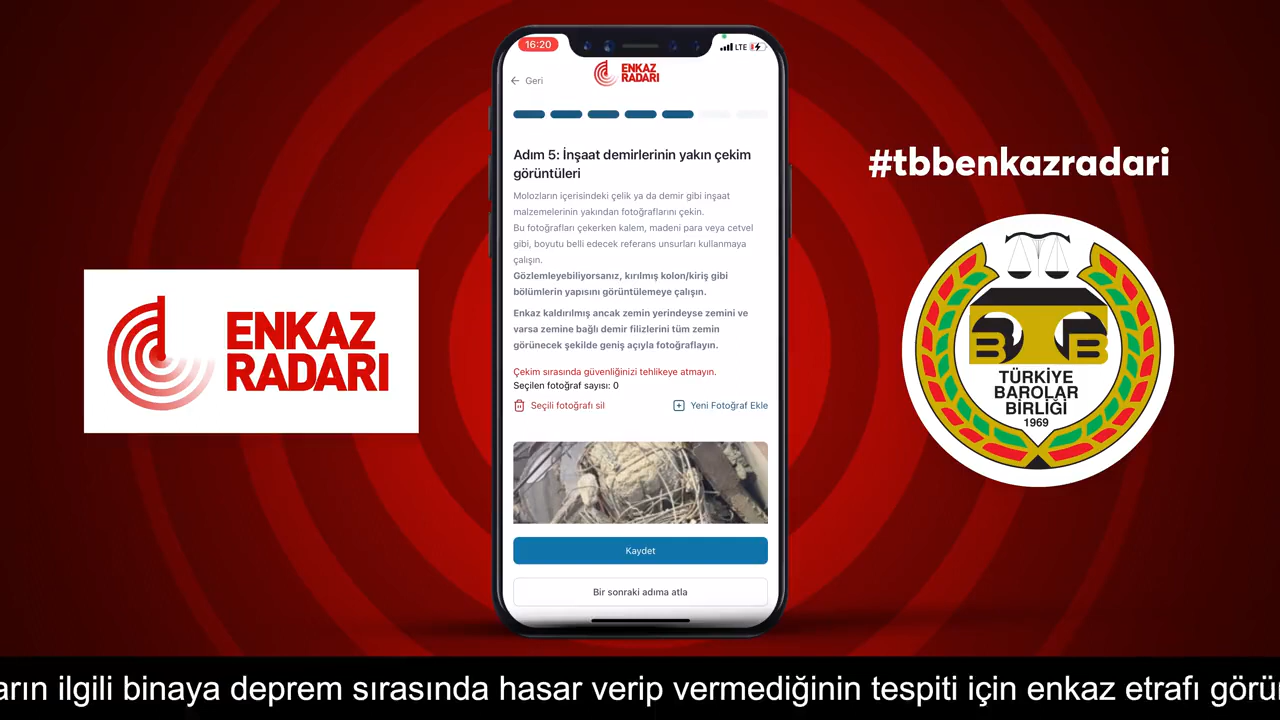 16:20
LTE
Geri
ENKAZ
RADARI
Adım 5: İnşaat demirlerinin yakın çekim
görüntüleri
Molozların içerisindeki çelik ya da demir gibi inşaat
malzemelerinin yakından fotoğraflarını çekin.
Bu fotoğrafları çekerken kalem, madeni para veya cetvel
gibi, boyutu belli edecek referans unsurları kullanmaya
çalışın.
Gözlemleyebiliyorsanız, kırılmış kolon/kiriş gibi
bölümlerin yapısını görüntülemeye çalışın.
Enkaz kaldırılmış ancak zemin yerindeyse zemini ve
varsa zemine bağlı demir filizlerini tüm zemin
görünecek şekilde geniş açıyla fotoğraflayın.
Çekim sırasında güvenliğinizi tehlikeye atmayın.
Seçilen fotoğraf sayısı: 0
Seçili fotoğrafı sil
Yeni Fotoğraf Ekle
Kaydet
Bir sonraki adıma atla
ENKAZ
RADARI
#tbbenkazradari
B B
TÜRKİYE
BAROLAR
BİRLİĞİ
1969
ların ilgili binaya deprem sırasında hasar verip vermediğinin tespiti için enkaz etrafı görün